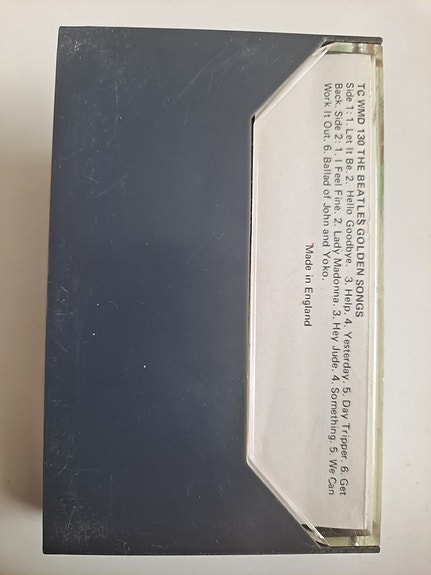 TC WMD 130 THE BEATLES GOLDEN SONGS
Side 1: 1. Let It Be. 2. Hello Goodbye. 3. Help. 4. Yesterday. 5. Day Tripper. 6. Get
Back. Side 2: 1. I Feel Fine. 2. Lady Madonna. 3. Hey Jude. 4. Something. 5. We Can
Work It Out. 6. Ballad of John and Yoko.
Made in England